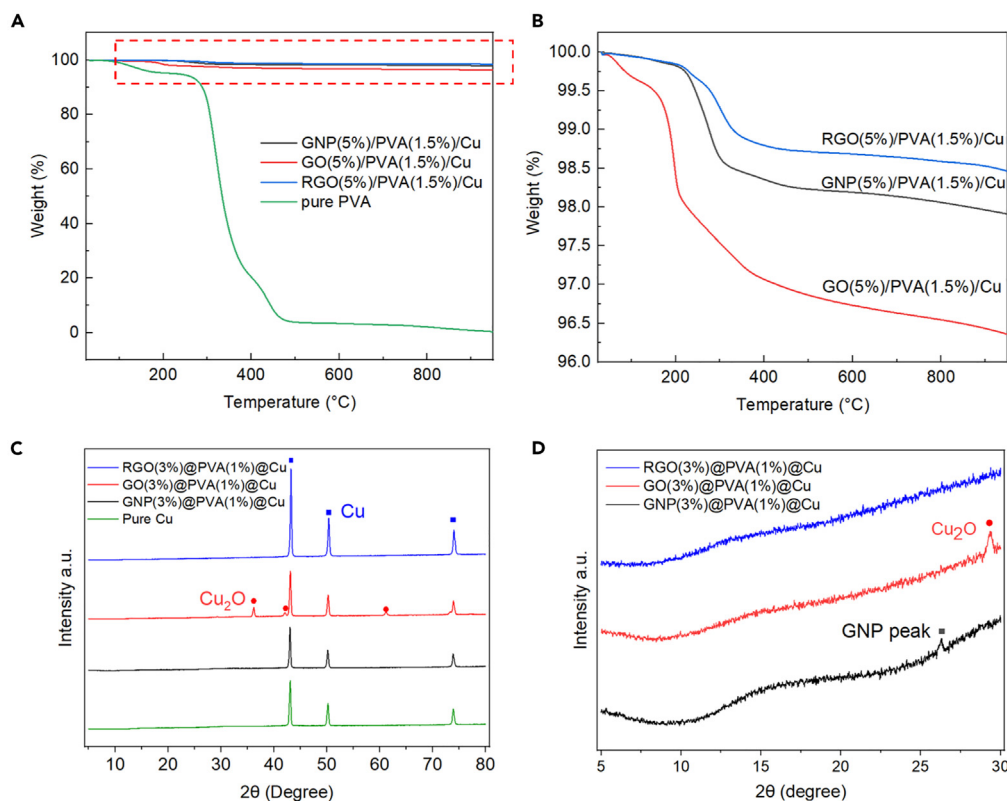 A
100
80
60
40
20
0
Weight (%)
GNP(5%)/PVA(1.5%)/Cu
GO(5%)/PVA(1.5%)/Cu
RGO(5%)/PVA(1.5%)/Cu
pure PVA
200 400 600 800
Temperature (°C)
B
100.0
99.5
99.0
98.5
98.0
97.5
97.0
96.5
96.0
Weight (%)
RGO(5%)/PVA(1.5%)/Cu
GNP(5%)/PVA(1.5%)/Cu
GO(5%)/PVA(1.5%)/Cu
200 400 600 800
Temperature (°C)
C
RGO(3%)@PVA(1%)@Cu
GO(3%)@PVA(1%)@Cu
GNP(3%)@PVA(1%)@Cu
Pure Cu
Cu
Cu₂O
Intensity a.u.
10 20 30 40 50 60 70 80
2θ (Degree)
D
RGO(3%)@PVA(1%)@Cu
GO(3%)@PVA(1%)@Cu
GNP(3%)@PVA(1%)@Cu
Cu₂O
GNP peak
Intensity a.u.
5 10 15 20 25 30
2θ (degree)